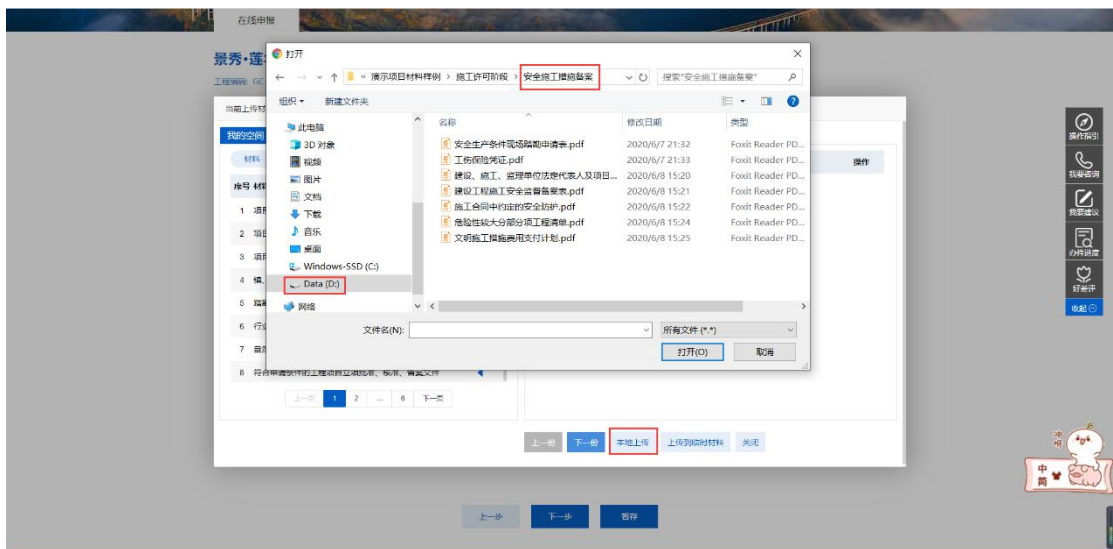 在线申报
景秀•莲
工程编码: GC
当前上传材
我的空间
材料
操作
序号 材料
1 项目
2 项目
3 项目
4 镇、
5 踏勘
6 行业
7 自然
8 符合申请条件的工程项目立项批准、核准、备案文件
上一页 1 2 ... 6 下一页
打开
« 演示项目材料样例 › 施工许可阶段 › 安全施工措施备案
搜索"安全施工措施备案"
组织 新建文件夹
此电脑
3D 对象
视频
图片
文档
下载
音乐
桌面
Windows-SSD (C:)
Data (D:)
网络
名称 修改日期 类型
安全生产条件现场踏勘申请表.pdf 2020/6/7 21:32 Foxit Reader PD...
工伤保险凭证.pdf 2020/6/7 21:33 Foxit Reader PD...
建设、施工、监理单位法定代表人及项目... 2020/6/8 15:20 Foxit Reader PD...
建设工程施工安全监督备案表.pdf 2020/6/8 15:21 Foxit Reader PD...
施工合同中约定的安全防护.pdf 2020/6/8 15:22 Foxit Reader PD...
危险性较大分部分项工程清单.pdf 2020/6/8 15:24 Foxit Reader PD...
文明施工措施费用支付计划.pdf 2020/6/8 15:25 Foxit Reader PD...
文件名(N): 所有文件 (*.*)
打开(O) 取消
上一份 下一份 本地上传 上传到临时材料 关闭
上一步 下一步 暂存
操作指引
我要咨询
我要建议
办件进度
好差评
收起
冲呀
中
简